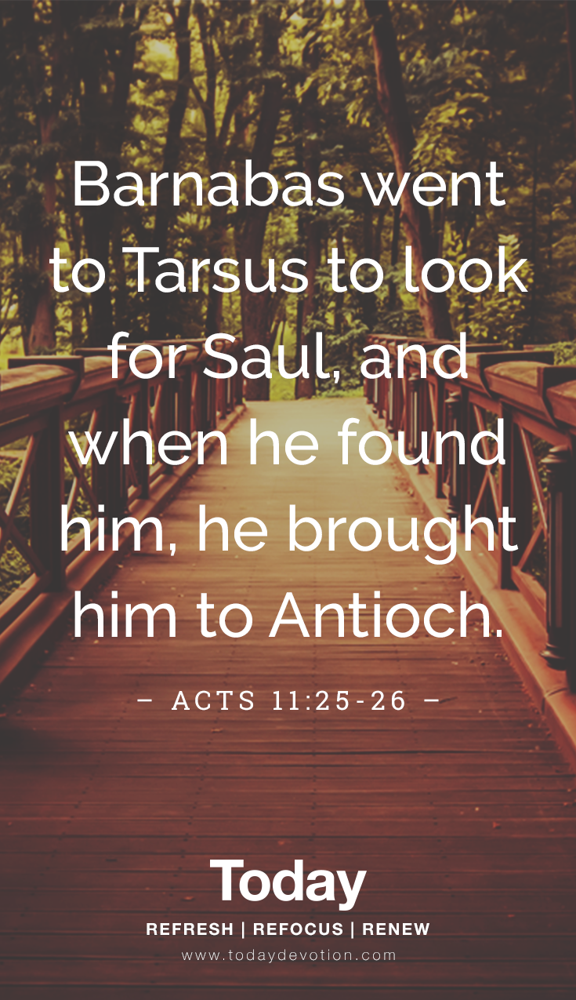 Barnabas went
to Tarsus to look
for Saul, and
when he found
him, he brought
him to Antioch.
– ACTS 11:25-26 –
Today
REFRESH | REFOCUS | RENEW
www.todaydevotion.com